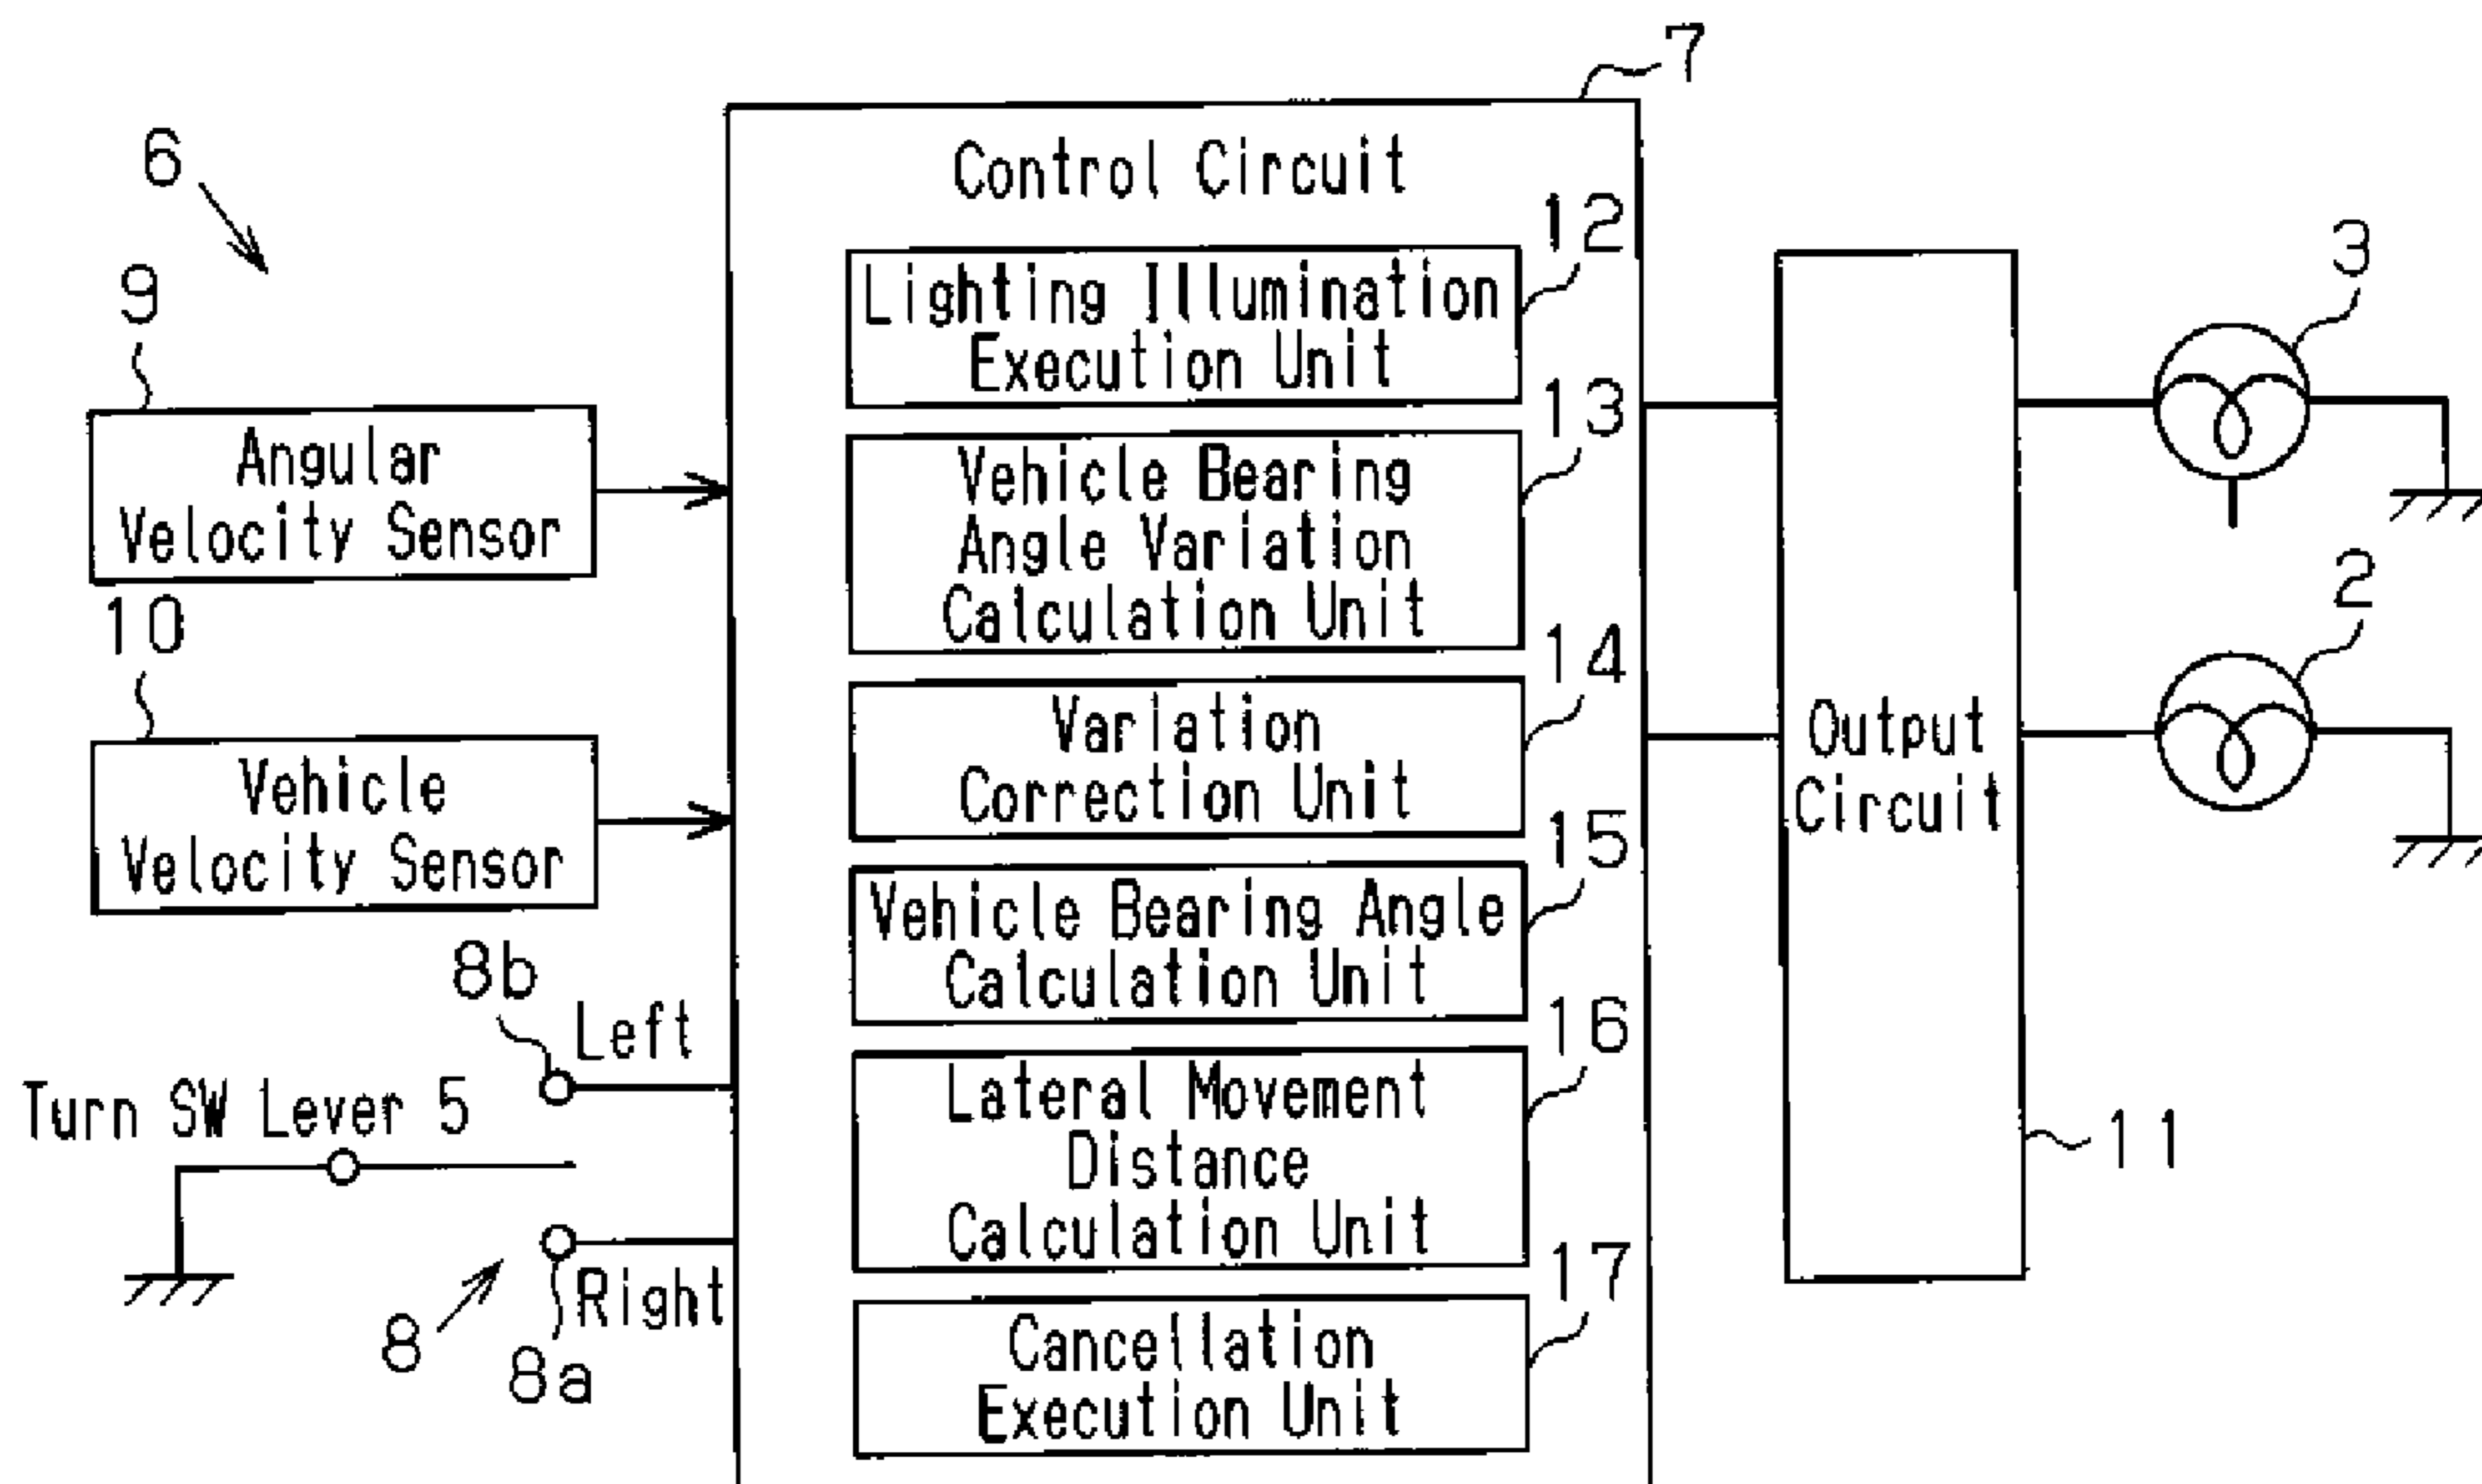 7
Control Circuit
6
12
Lighting Illumination
Execution Unit
3
9
13
Angular
Velocity Sensor
Vehicle Bearing
Angle Variation
Calculation Unit
2
10
14
Vehicle
Velocity Sensor
Variation
Correction Unit
Output
Circuit
15
Vehicle Bearing Angle
Calculation Unit
8b
Left
16
Turn SW Lever 5
Lateral Movement
Distance
Calculation Unit
11
8
8a
Right
17
Cancellation
Execution Unit